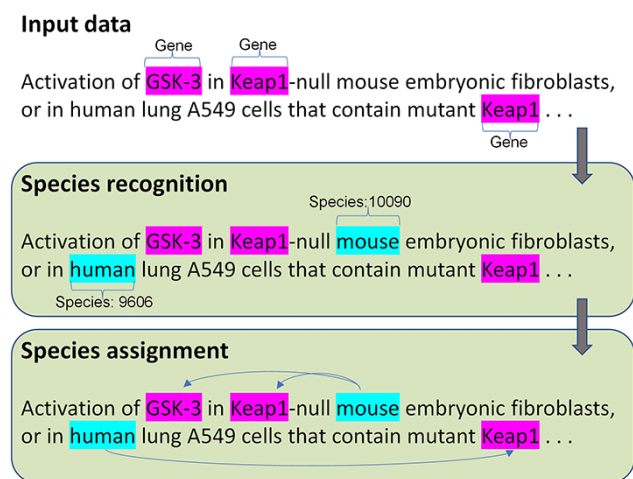 Input data
Gene Gene
Activation of GSK-3 in Keap1-null mouse embryonic fibroblasts,
or in human lung A549 cells that contain mutant Keap1 . . .
Gene
Species recognition
Species:10090
Activation of GSK-3 in Keap1-null mouse embryonic fibroblasts,
or in human lung A549 cells that contain mutant Keap1 . . .
Species: 9606
Species assignment
Activation of GSK-3 in Keap1-null mouse embryonic fibroblasts,
or in human lung A549 cells that contain mutant Keap1 . . .